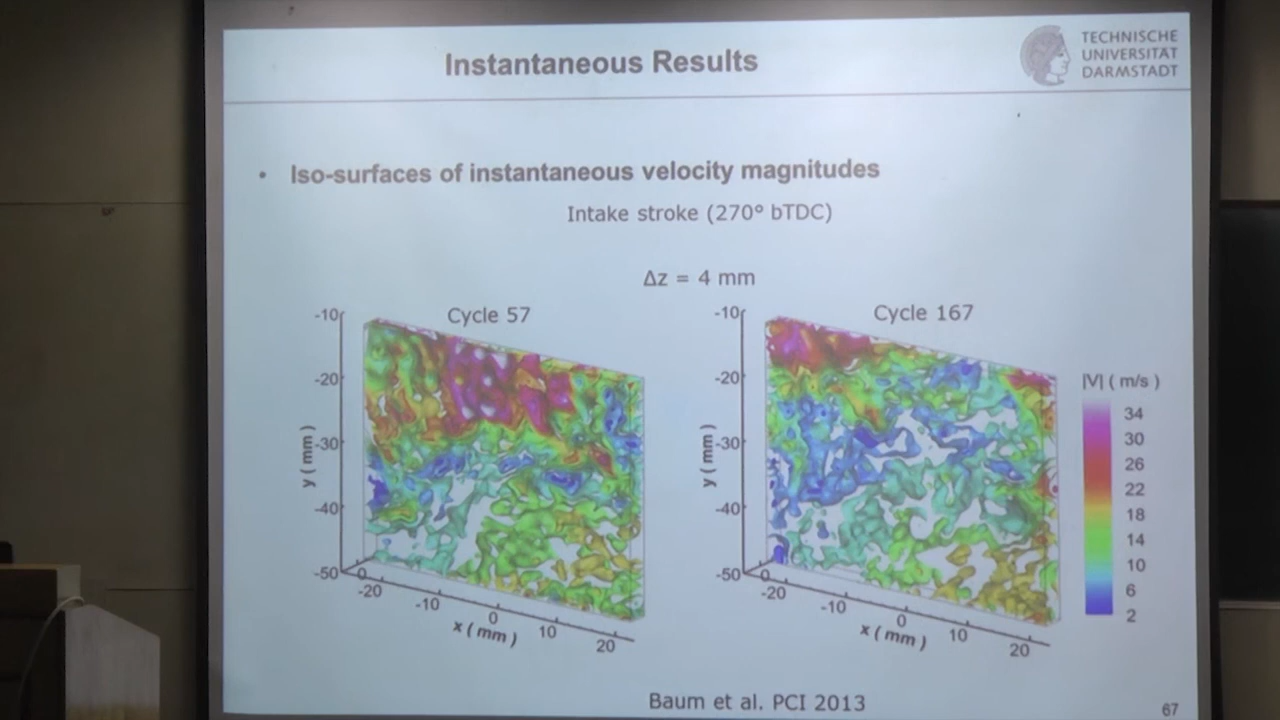 Instantaneous Results
TECHNISCHE
UNIVERSITÄT
DARMSTADT
• Iso-surfaces of instantaneous velocity magnitudes
Intake stroke (270° bTDC)
Δz = 4 mm
Cycle 57
-10
-20
-30
-40
-50
y ( mm )
0
-20
-10
0
10
20
x ( mm )
Cycle 167
-10
-20
-30
-40
-50
y ( mm )
0
-20
-10
0
10
20
x ( mm )
|V| ( m/s )
34
30
26
22
18
14
10
6
2
Baum et al. PCI 2013
67